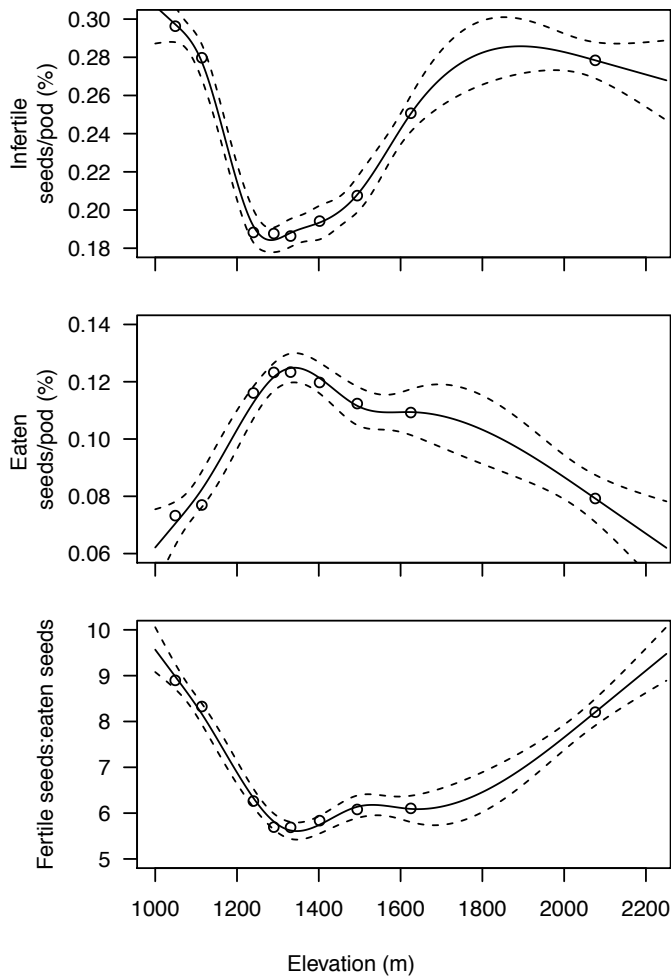 Infertile
seeds/pod (%)
0.30
0.28
0.26
0.24
0.22
0.20
0.18
Eaten
seeds/pod (%)
0.14
0.12
0.10
0.08
0.06
Fertile seeds:eaten seeds
10
9
8
7
6
5
1000 1200 1400 1600 1800 2000 2200
Elevation (m)